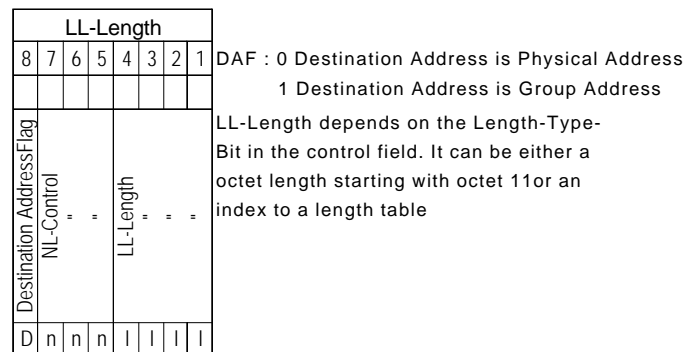 LL-Length
8 7 6 5 4 3 2 1
DAF : 0 Destination Address is Physical Address
1 Destination Address is Group Address
LL-Length depends on the Length-Type-
Bit in the control field. It can be either a
octet length starting with octet 11or an
index to a length table
Destination AddressFlag
NL-Control
"
"
LL-Length
"
"
"
D n n n l l l l